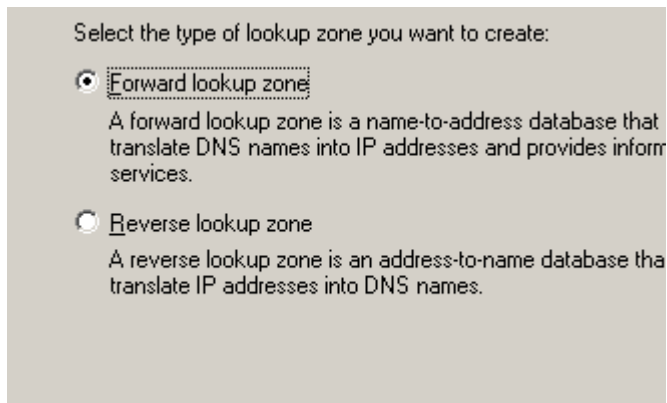 Select the type of lookup zone you want to create:
Forward lookup zone
A forward lookup zone is a name-to-address database that
translate DNS names into IP addresses and provides inform
services.
Reverse lookup zone
A reverse lookup zone is an address-to-name database tha
translate IP addresses into DNS names.